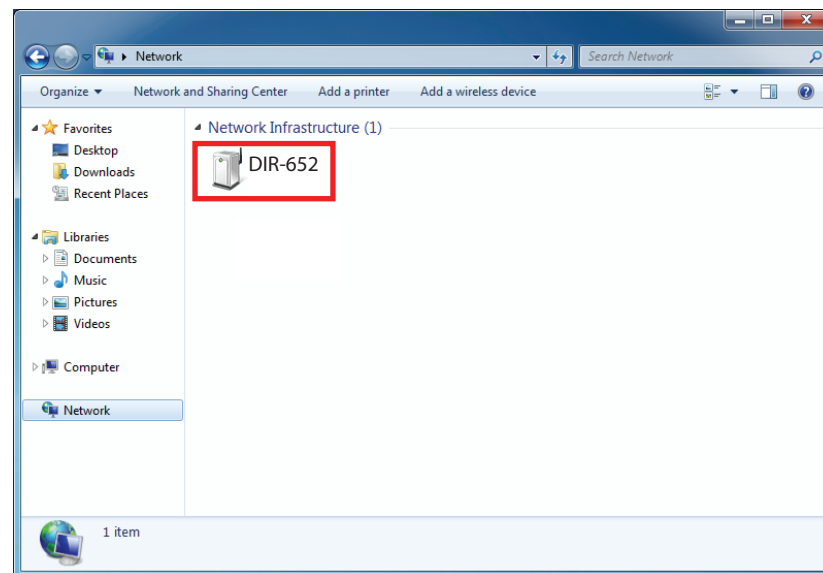 Network
Search Network
Organize
Network and Sharing Center
Add a printer
Add a wireless device
Favorites
Desktop
Downloads
Recent Places
Libraries
Documents
Music
Pictures
Videos
Computer
Network
Network Infrastructure (1)
DIR-652
1 item